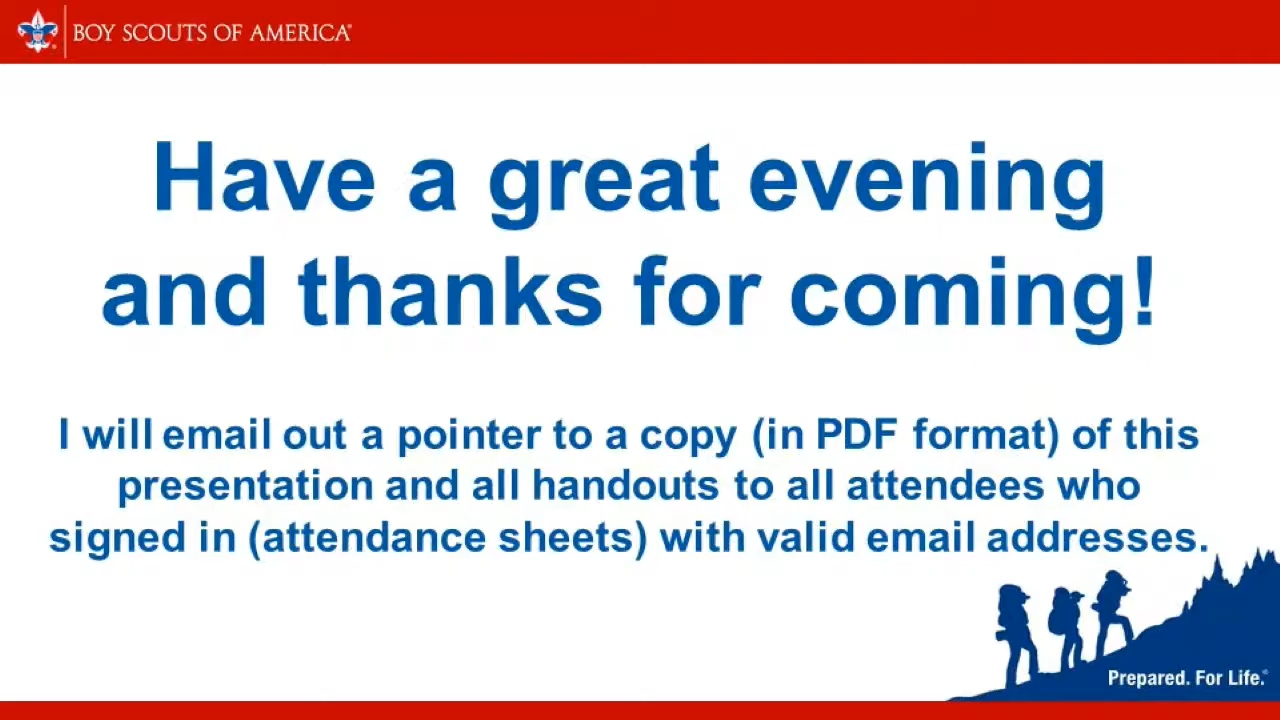 BOY SCOUTS OF AMERICA®
Have a great evening
and thanks for coming!
I will email out a pointer to a copy (in PDF format) of this
presentation and all handouts to all attendees who
signed in (attendance sheets) with valid email addresses.
Prepared. For Life.®